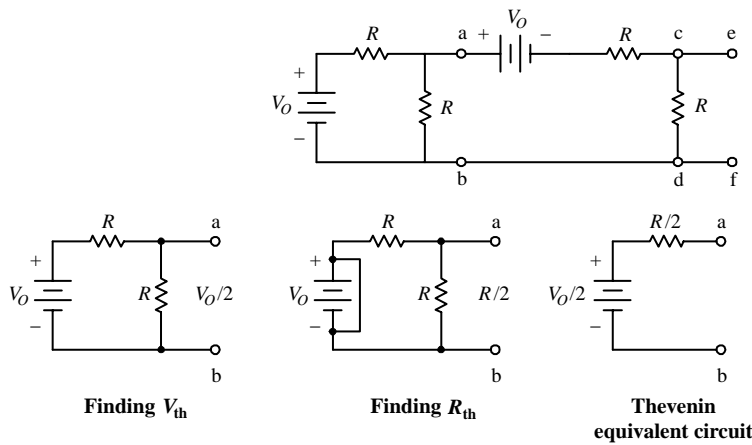 V_O
a + − R c e
R
+
V_O R R
−
b d f
R a
+
V_O R V_O/2
−
b
Finding V_th
R a
+
V_O R R/2
−
b
Finding R_th
R/2 a
+
V_O/2
−
b
Thevenin
equivalent circuit